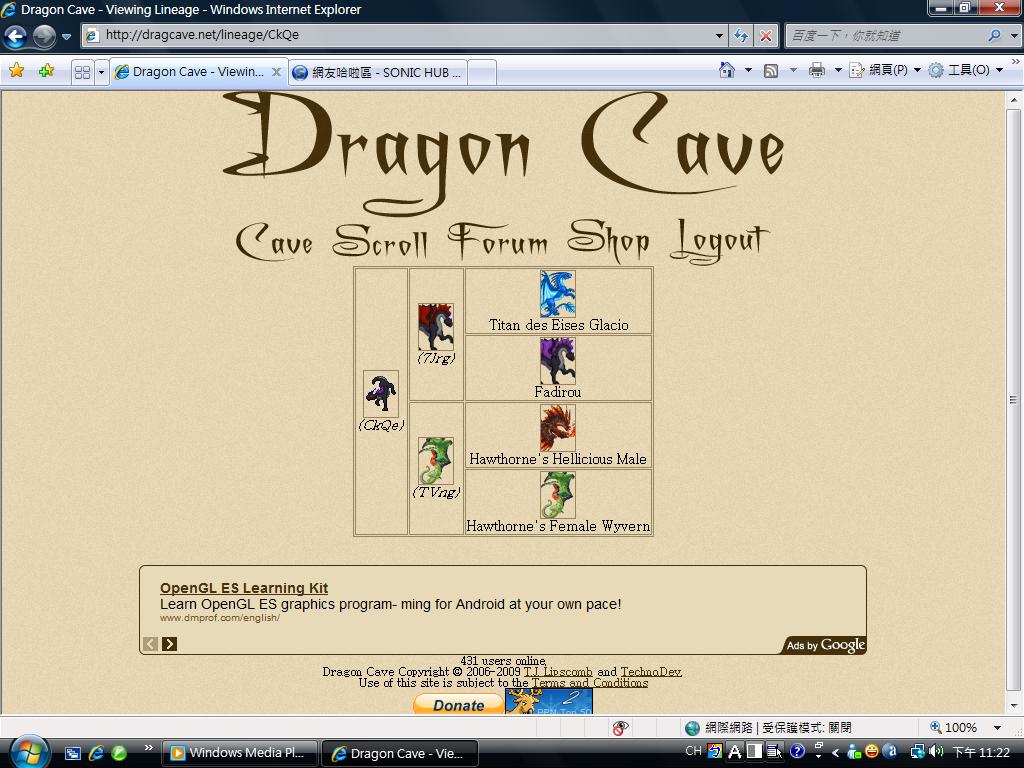 Dragon Cave - Viewing Lineage - Windows Internet Explorer
http://dragcave.net/lineage/CkQe
百度一下，你就知道
Dragon Cave - Viewin...
網友哈啦區 - SONIC HUB ...
網頁(P)
工具(O)
Dragon Cave
Cave Scroll Forum Shop Logout
Titan des Eises Glacio
(7Jrg)
Fadirou
(CkQe)
Hawthorne's Hellicious Male
(TVng)
Hawthorne's Female Wyvern
OpenGL ES Learning Kit
Learn OpenGL ES graphics program- ming for Android at your own pace!
www.dmprof.com/english/
Ads by Google
431 users online.
Dragon Cave Copyright © 2006-2009 T.J. Lipscomb and TechnoDev.
Use of this site is subject to the Terms and Conditions
Donate
2
網際網路 | 受保護模式: 關閉
100%
Windows Media Pl...
Dragon Cave - Vie...
CH
下午 11:22